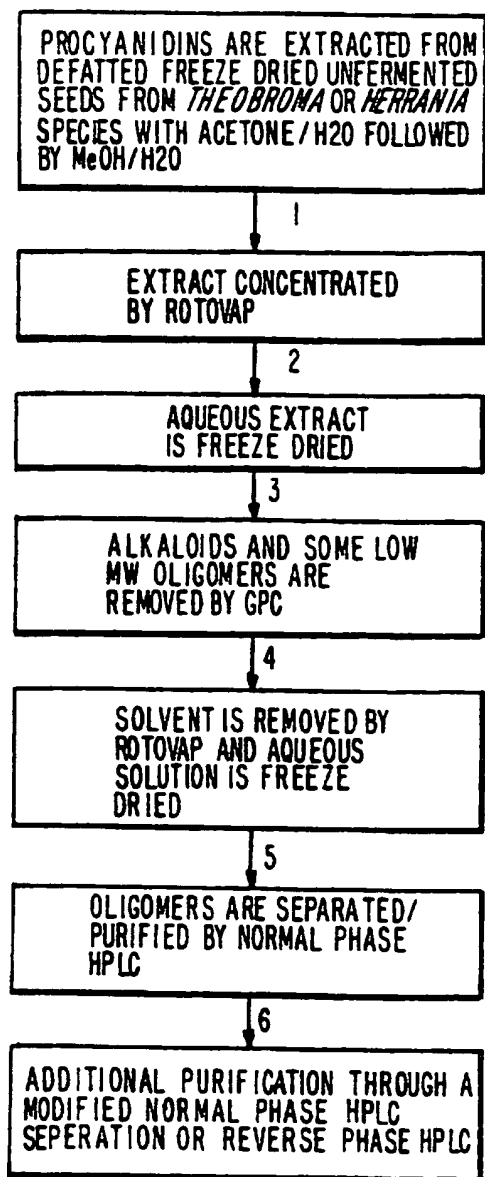 PROCYANIDINS ARE EXTRACTED FROM
DEFATTED FREEZE DRIED UNFERMENTED
SEEDS FROM THEOBROMA OR HERRANIA
SPECIES WITH ACETONE/H2O FOLLOWED
BY MeOH/H2O
1
EXTRACT CONCENTRATED
BY ROTOVAP
2
AQUEOUS EXTRACT
IS FREEZE DRIED
3
ALKALOIDS AND SOME LOW
MW OLIGOMERS ARE
REMOVED BY GPC
4
SOLVENT IS REMOVED BY
ROTOVAP AND AQUEOUS
SOLUTION IS FREEZE
DRIED
5
OLIGOMERS ARE SEPARATED/
PURIFIED BY NORMAL PHASE
HPLC
6
ADDITIONAL PURIFICATION THROUGH A
MODIFIED NORMAL PHASE HPLC
SEPERATION OR REVERSE PHASE HPLC